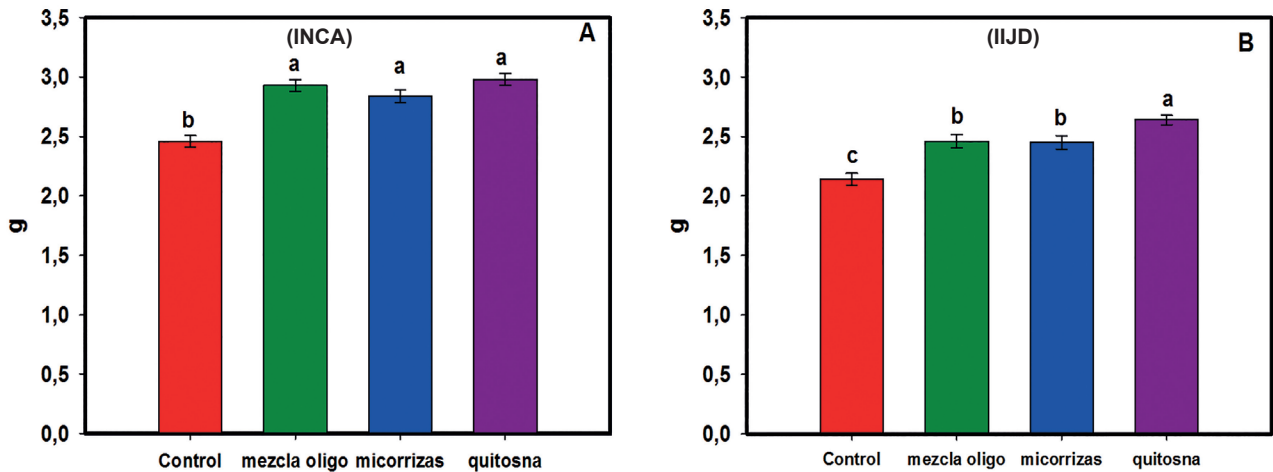 (INCA)
A
g
3,5
3,0
2,5
2,0
1,5
1,0
0,5
0,0
a
a
a
b
Control
mezcla oligo
micorrizas
quitosna
(IIJD)
B
g
3,5
3,0
2,5
2,0
1,5
1,0
0,5
0,0
c
b
b
a
Control
mezcla oligo
micorrizas
quitosna